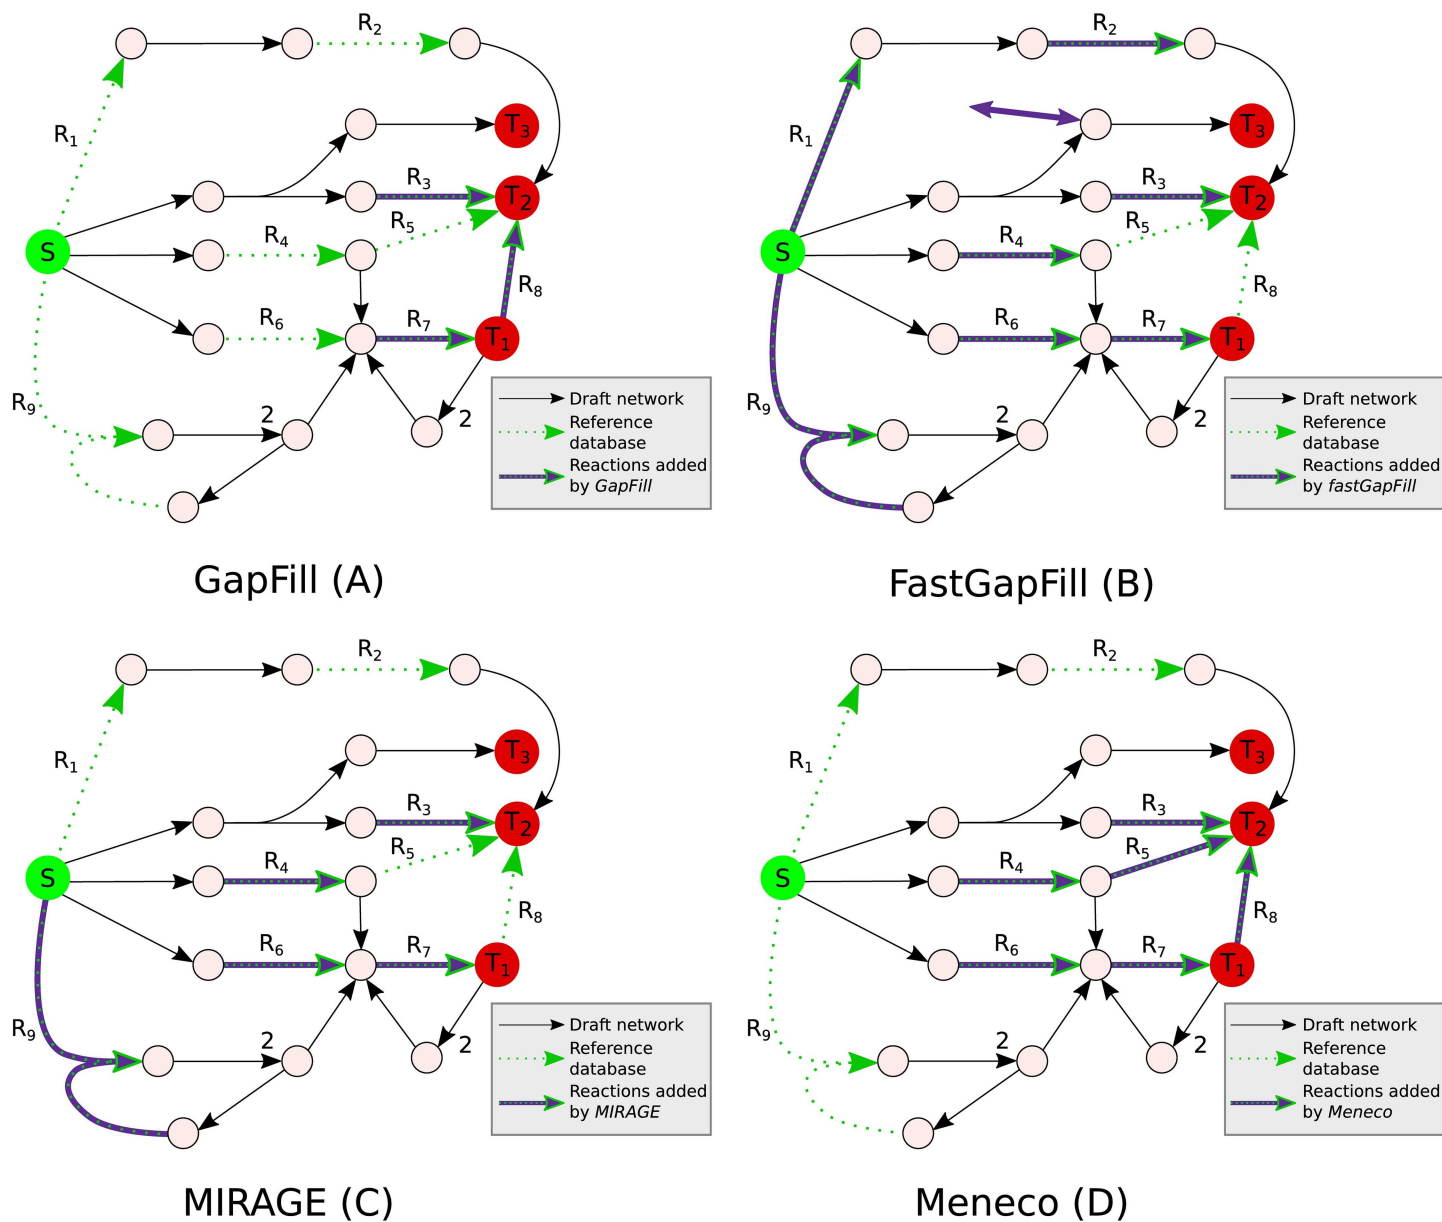 R2
R1
T3
R3
T2
R4
R5
S
R8
R6
R7
T1
R9
2
2
Draft network
Reference
database
Reactions added
by GapFill
GapFill (A)
R2
R1
T3
R3
T2
R4
R5
S
R8
R6
R7
T1
R9
2
2
Draft network
Reference
database
Reactions added
by fastGapFill
FastGapFill (B)
R2
R1
T3
R3
T2
R4
R5
S
R8
R6
R7
T1
R9
2
2
Draft network
Reference
database
Reactions added
by MIRAGE
MIRAGE (C)
R2
R1
T3
R3
T2
R4
R5
S
R8
R6
R7
T1
R9
2
2
Draft network
Reference
database
Reactions added
by Meneco
Meneco (D)